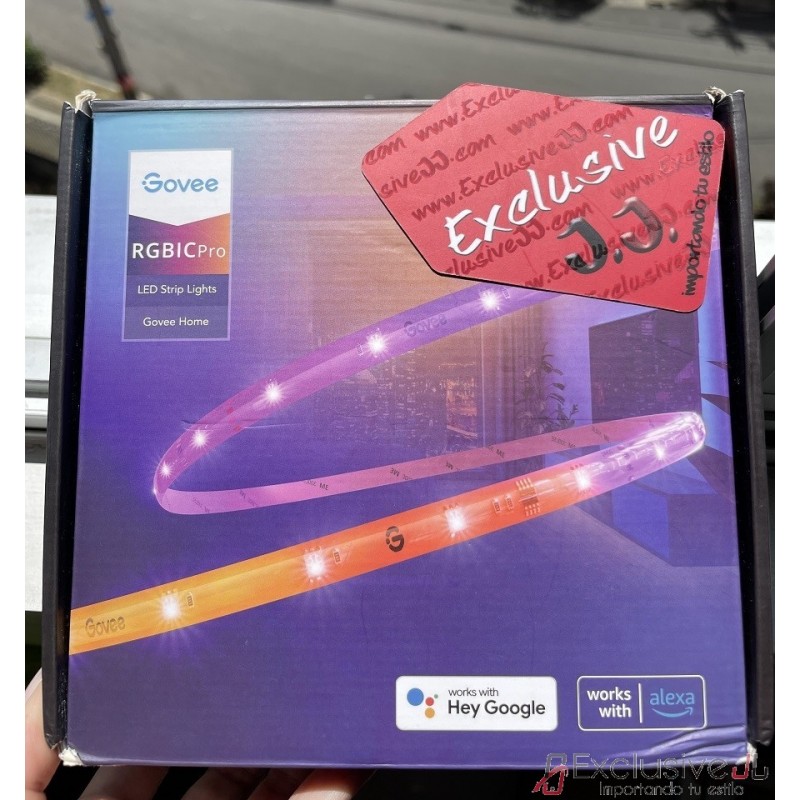 www.ExclusiveJJ.com
Exclusive
J.J.
importando tu estilo
Govee
RGBICPro
LED Strip Lights
Govee Home
Govee
G
Govee
works with
Hey Google
works with
alexa
ExclusiveJJ
Importando tu estilo